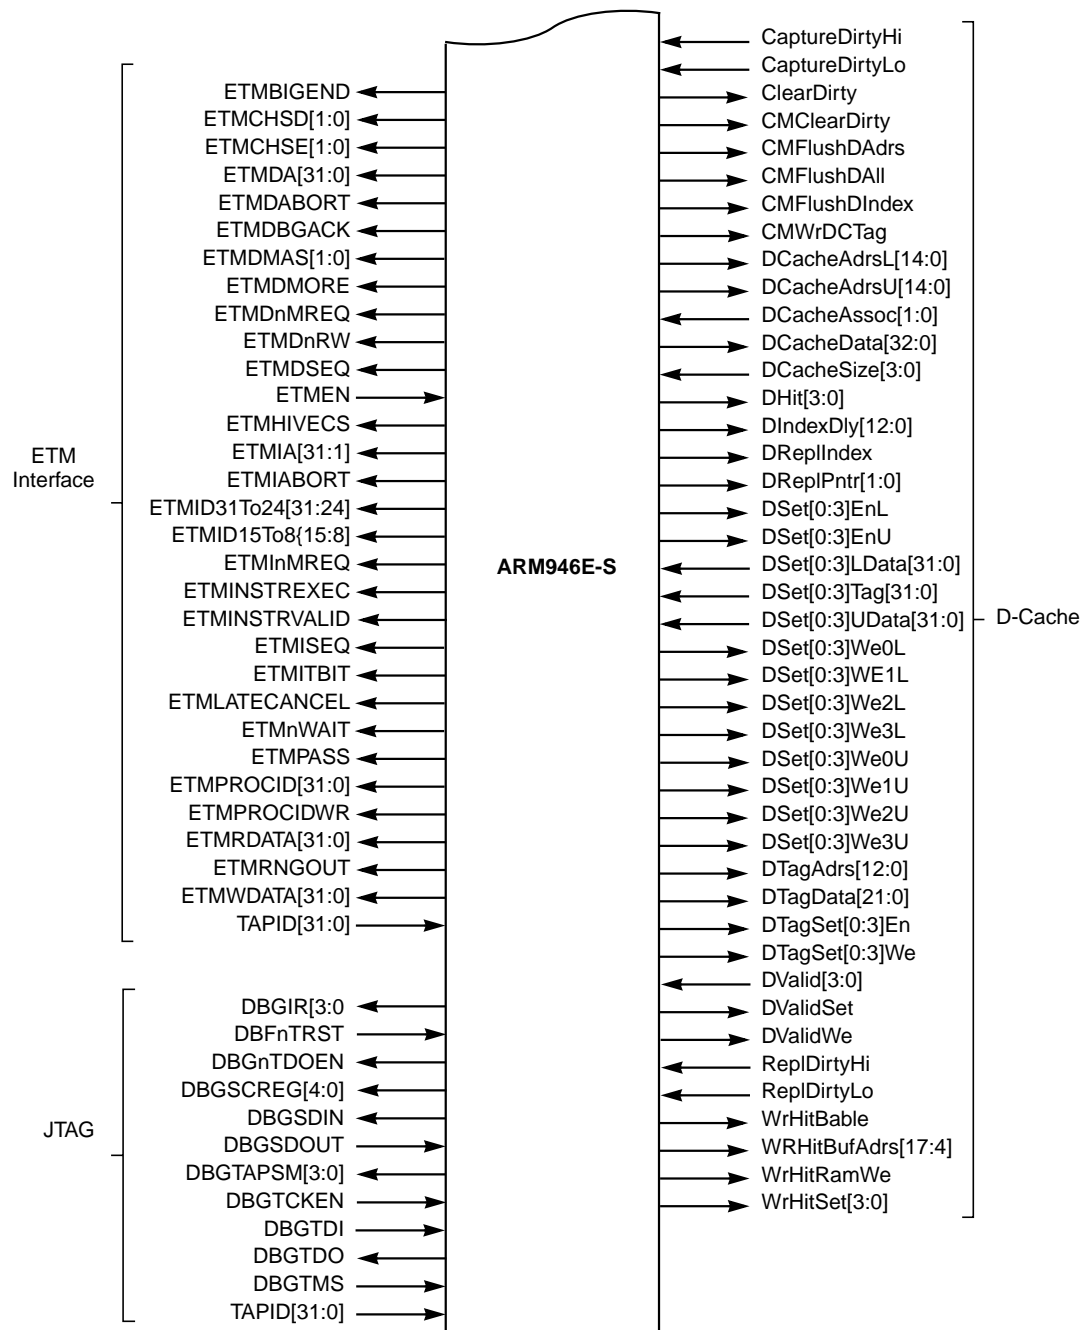 ETM
Interface
ETMBIGEND
ETMCHSD[1:0]
ETMCHSE[1:0]
ETMDA[31:0]
ETMDABORT
ETMDBGACK
ETMDMAS[1:0]
ETMDMORE
ETMDnMREQ
ETMDnRW
ETMDSEQ
ETMEN
ETMHIVECS
ETMIA[31:1]
ETMIABORT
ETMID31To24[31:24]
ETMID15To8{15:8]
ETMInMREQ
ETMINSTREXEC
ETMINSTRVALID
ETMISEQ
ETMITBIT
ETMLATECANCEL
ETMnWAIT
ETMPASS
ETMPROCID[31:0]
ETMPROCIDWR
ETMRDATA[31:0]
ETMRNGOUT
ETMWDATA[31:0]
TAPID[31:0]
JTAG
DBGIR[3:0
DBFnTRST
DBGnTDOEN
DBGSCREG[4:0]
DBGSDIN
DBGSDOUT
DBGTAPSM[3:0]
DBGTCKEN
DBGTDI
DBGTDO
DBGTMS
TAPID[31:0]
ARM946E-S
CaptureDirtyHi
CaptureDirtyLo
ClearDirty
CMClearDirty
CMFlushDAdrs
CMFlushDAll
CMFlushDIndex
CMWrDCTag
DCacheAdrsL[14:0]
DCacheAdrsU[14:0]
DCacheAssoc[1:0]
DCacheData[32:0]
DCacheSize[3:0]
DHit[3:0]
DIndexDly[12:0]
DReplIndex
DReplPntr[1:0]
DSet[0:3]EnL
DSet[0:3]EnU
DSet[0:3]LData[31:0]
DSet[0:3]Tag[31:0]
DSet[0:3]UData[31:0]
DSet[0:3]We0L
DSet[0:3]WE1L
DSet[0:3]We2L
DSet[0:3]We3L
DSet[0:3]We0U
DSet[0:3]We1U
DSet[0:3]We2U
DSet[0:3]We3U
DTagAdrs[12:0]
DTagData[21:0]
DTagSet[0:3]En
DTagSet[0:3]We
DValid[3:0]
DValidSet
DValidWe
ReplDirtyHi
ReplDirtyLo
WrHitBable
WRHitBufAdrs[17:4]
WrHitRamWe
WrHitSet[3:0]
D-Cache